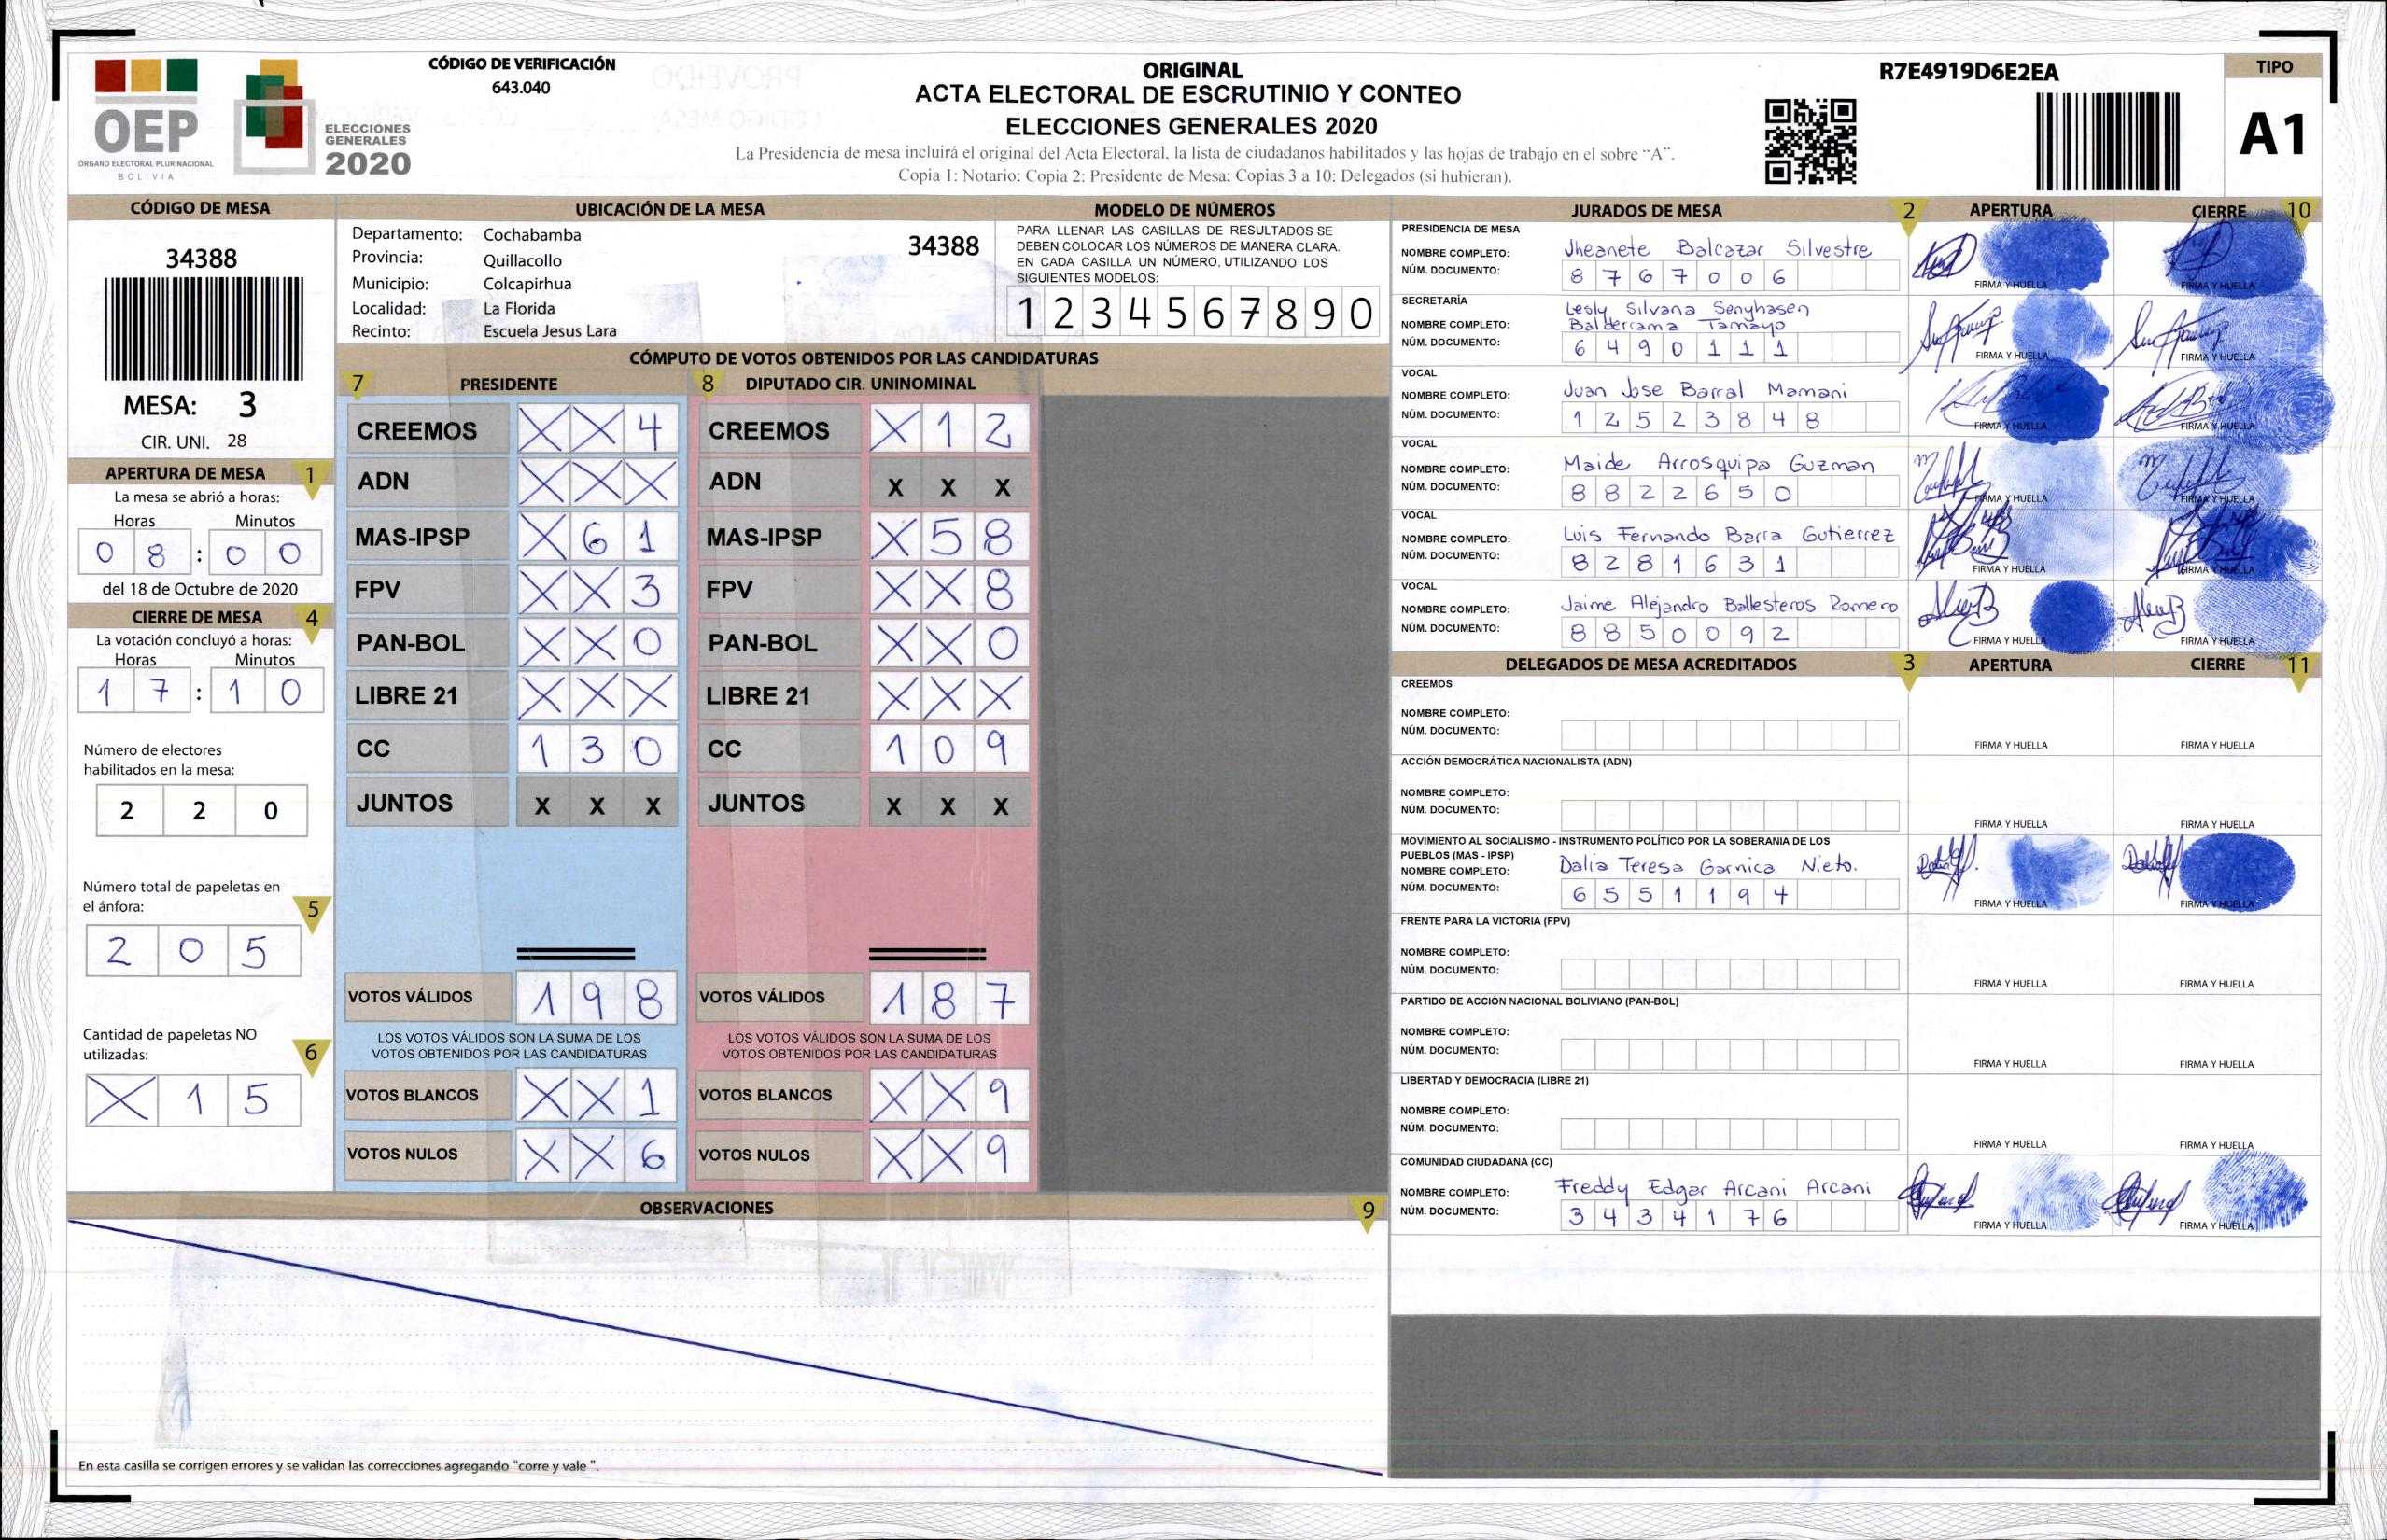 CÓDIGO DE VERIFICACIÓN
643.040
ORIGINAL
ACTA ELECTORAL DE ESCRUTINIO Y CONTEO
ELECCIONES GENERALES 2020
La Presidencia de mesa incluirá el original del Acta Electoral, la lista de ciudadanos habilitados y las hojas de trabajo en el sobre "A".
Copia 1: Notario: Copia 2: Presidente de Mesa: Copias 3 a 10: Delegados (si hubieran).
R7E4919D6E2EA
TIPO
A1
OEP
ÓRGANO ELECTORAL PLURINACIONAL
BOLIVIA
ELECCIONES
GENERALES
2020
CÓDIGO DE MESA
34388
MESA: 3
CIR. UNI. 28
APERTURA DE MESA 1
La mesa se abrió a horas:
Horas Minutos
0 8 : 0 0
del 18 de Octubre de 2020
CIERRE DE MESA 4
La votación concluyó a horas:
Horas Minutos
1 7 : 1 0
Número de electores
habilitados en la mesa:
2 2 0
Número total de papeletas en
el ánfora: 5
2 0 5
Cantidad de papeletas NO
utilizadas: 6
X 1 5
UBICACIÓN DE LA MESA
Departamento: Cochabamba
34388
Provincia: Quillacollo
Municipio: Colcapirhua
Localidad: La Florida
Recinto: Escuela Jesus Lara
MODELO DE NÚMEROS
PARA LLENAR LAS CASILLAS DE RESULTADOS SE
DEBEN COLOCAR LOS NÚMEROS DE MANERA CLARA.
EN CADA CASILLA UN NÚMERO, UTILIZANDO LOS
SIGUIENTES MODELOS:
1 2 3 4 5 6 7 8 9 0
CÓMPUTO DE VOTOS OBTENIDOS POR LAS CANDIDATURAS
7 PRESIDENTE 8 DIPUTADO CIR. UNINOMINAL
CREEMOS X X 4 CREEMOS X 1 2
ADN X X X ADN X X X
MAS-IPSP X 6 1 MAS-IPSP X 5 8
FPV X X 3 FPV X X 8
PAN-BOL X X 0 PAN-BOL X X 0
LIBRE 21 X X X LIBRE 21 X X X
CC 1 3 0 CC 1 0 9
JUNTOS X X X JUNTOS X X X
VOTOS VÁLIDOS 1 9 8 VOTOS VÁLIDOS 1 8 7
LOS VOTOS VÁLIDOS SON LA SUMA DE LOS LOS VOTOS VÁLIDOS SON LA SUMA DE LOS
VOTOS OBTENIDOS POR LAS CANDIDATURAS VOTOS OBTENIDOS POR LAS CANDIDATURAS
VOTOS BLANCOS X X 1 VOTOS BLANCOS X X 9
VOTOS NULOS X X 6 VOTOS NULOS X X 9
OBSERVACIONES 9
En esta casilla se corrigen errores y se validan las correcciones agregando "corre y vale ".
JURADOS DE MESA 2 APERTURA CIERRE 10
PRESIDENCIA DE MESA
NOMBRE COMPLETO: Jheanete Balcazar Silvestre
NÚM. DOCUMENTO: 8 7 6 7 0 0 6
FIRMA Y HUELLA FIRMA Y HUELLA
SECRETARÍA
Lesly Silvana Senyhasen
NOMBRE COMPLETO: Balderrama Tamayo
NÚM. DOCUMENTO: 6 4 9 0 1 1 1
FIRMA Y HUELLA FIRMA Y HUELLA
VOCAL
NOMBRE COMPLETO: Juan Jose Barral Mamani
NÚM. DOCUMENTO: 1 2 5 2 3 8 4 8
FIRMA Y HUELLA FIRMA Y HUELLA
VOCAL
NOMBRE COMPLETO: Maide Arrosquipa Guzman
NÚM. DOCUMENTO: 8 8 2 2 6 5 0
FIRMA Y HUELLA FIRMA Y HUELLA
VOCAL
NOMBRE COMPLETO: Luis Fernando Barra Gutierrez
NÚM. DOCUMENTO: 8 2 8 1 6 3 1
FIRMA Y HUELLA FIRMA Y HUELLA
VOCAL
NOMBRE COMPLETO: Jaime Alejandro Ballesteros Romero
NÚM. DOCUMENTO: 8 8 5 0 0 9 2
FIRMA Y HUELLA FIRMA Y HUELLA
DELEGADOS DE MESA ACREDITADOS 3 APERTURA CIERRE 11
CREEMOS
NOMBRE COMPLETO:
NÚM. DOCUMENTO:
FIRMA Y HUELLA FIRMA Y HUELLA
ACCIÓN DEMOCRÁTICA NACIONALISTA (ADN)
NOMBRE COMPLETO:
NÚM. DOCUMENTO:
FIRMA Y HUELLA FIRMA Y HUELLA
MOVIMIENTO AL SOCIALISMO - INSTRUMENTO POLÍTICO POR LA SOBERANIA DE LOS
PUEBLOS (MAS - IPSP)
NOMBRE COMPLETO: Dalia Teresa Garnica Nieto.
NÚM. DOCUMENTO: 6 5 5 1 1 9 4
FIRMA Y HUELLA FIRMA Y HUELLA
FRENTE PARA LA VICTORIA (FPV)
NOMBRE COMPLETO:
NÚM. DOCUMENTO:
FIRMA Y HUELLA FIRMA Y HUELLA
PARTIDO DE ACCIÓN NACIONAL BOLIVIANO (PAN-BOL)
NOMBRE COMPLETO:
NÚM. DOCUMENTO:
FIRMA Y HUELLA FIRMA Y HUELLA
LIBERTAD Y DEMOCRACIA (LIBRE 21)
NOMBRE COMPLETO:
NÚM. DOCUMENTO:
FIRMA Y HUELLA FIRMA Y HUELLA
COMUNIDAD CIUDADANA (CC)
NOMBRE COMPLETO: Freddy Edgar Arcani Arcani
NÚM. DOCUMENTO: 3 4 3 4 1 7 6
FIRMA Y HUELLA FIRMA Y HUELLA